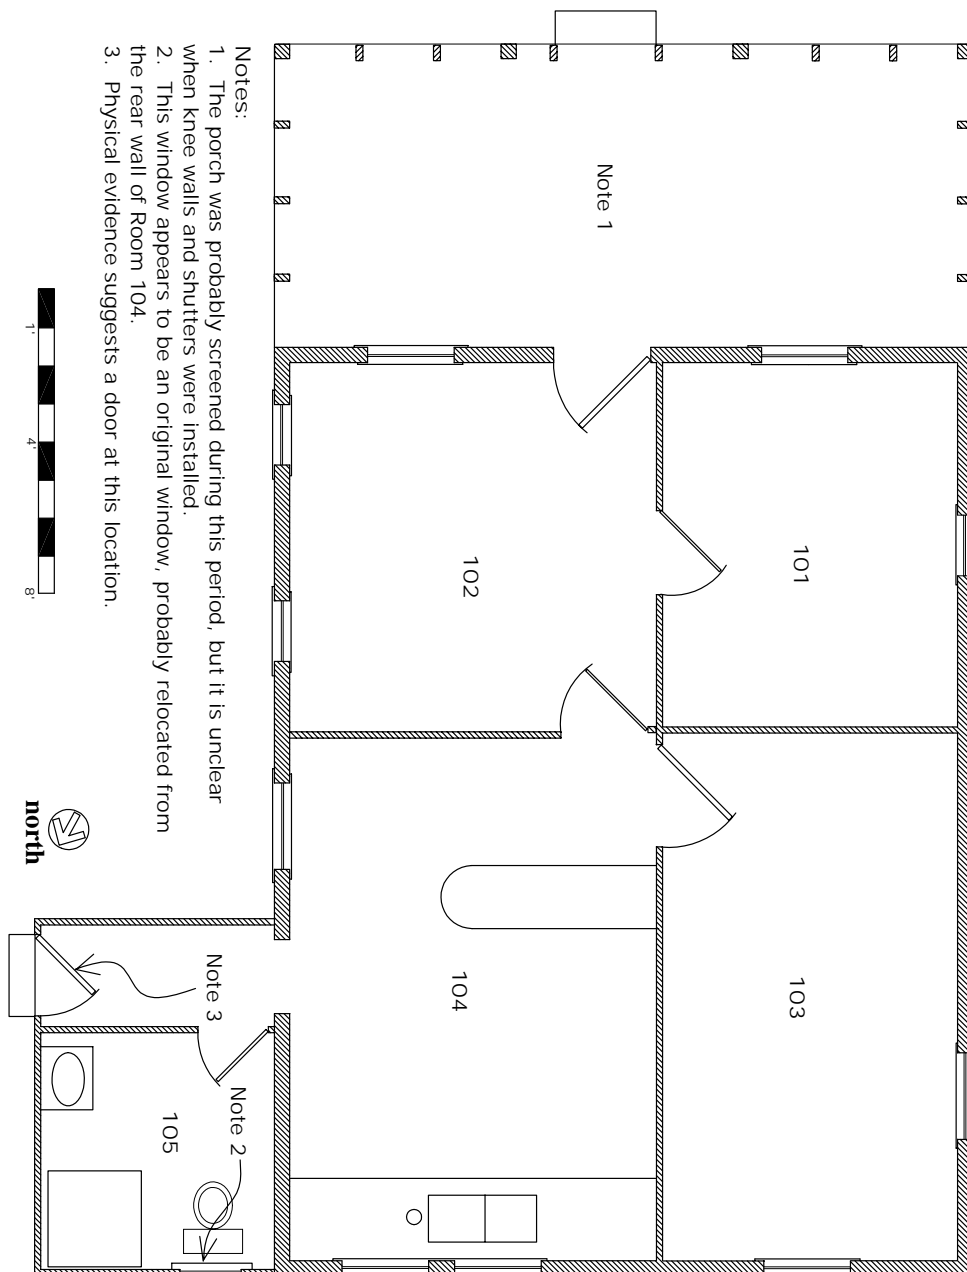 Note 1
101
102
103
104
105
Note 3
Note 2
Notes:
1. The porch was probably screened during this period, but it is unclear
when knee walls and shutters were installed.
2. This window appears to be an original window, probably relocated from
the rear wall of Room 104.
3. Physical evidence suggests a door at this location.
1' 4' 8'
north